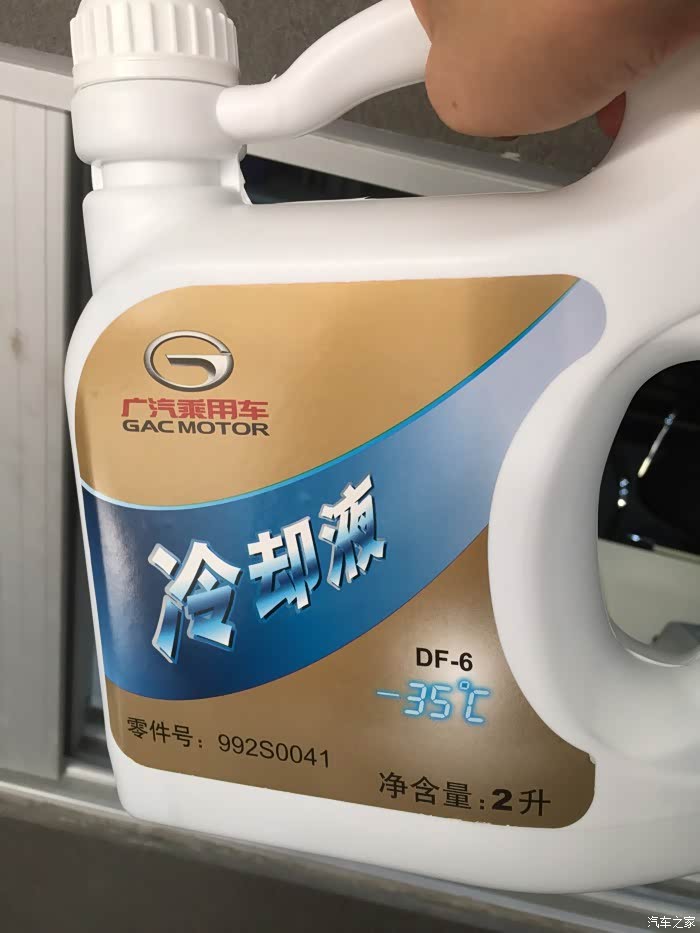 广汽乘用车
GAC MOTOR
冷却液
DF-6
-35℃
零件号：992S0041
净含量：2升
汽车之家